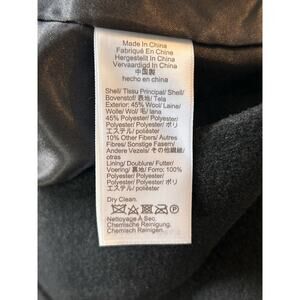 Made In China
Fabriqué En Chine
Hergestellt In China
Vervaardigd In China
中国製
hecho en china
Shell/ Tissu Principal/ Shell/
Bovenstof/ 表地/ Tela
Exterior: 45% Wool/ Laine/
Wolle/ Wol/ 毛/ lana
45% Polyester/ Polyester/
Polyester/ Polyester/ ポリ
エステル/ poliéster
10% Other Fibers/ Autres
Fibres/ Sonstige Fasern/
Andere Vezels/ その他繊維/
otras
Lining/ Doublure/ Futter/
Voering/ 裏地/ Forro: 100%
Polyester/ Polyester/
Polyester/ Polyester/ ポリ
エステル/ poliéster
Dry Clean.
Nettoyage À Sec.
Chemische Reinigung.
Chemisch Reinigen.